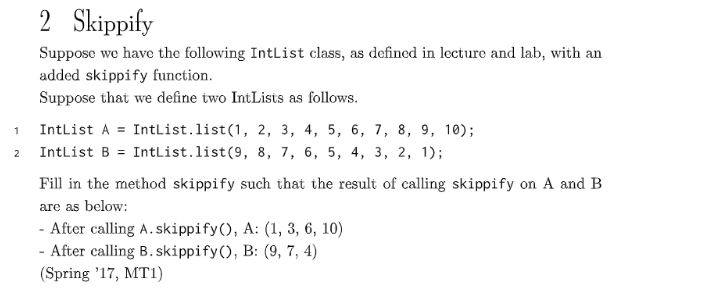 2 Skippify
Suppose we have the following IntList class, as defined in lecture and lab, with an
added skippify function.
Suppose that we define two IntLists as follows.
1 IntList A = IntList.list(1, 2, 3, 4, 5, 6, 7, 8, 9, 10);
2 IntList B = IntList.list(9, 8, 7, 6, 5, 4, 3, 2, 1);
Fill in the method skippify such that the result of calling skippify on A and B
are as below:
- After calling A.skippify(), A: (1, 3, 6, 10)
- After calling B.skippify(), B: (9, 7, 4)
(Spring '17, MT1)